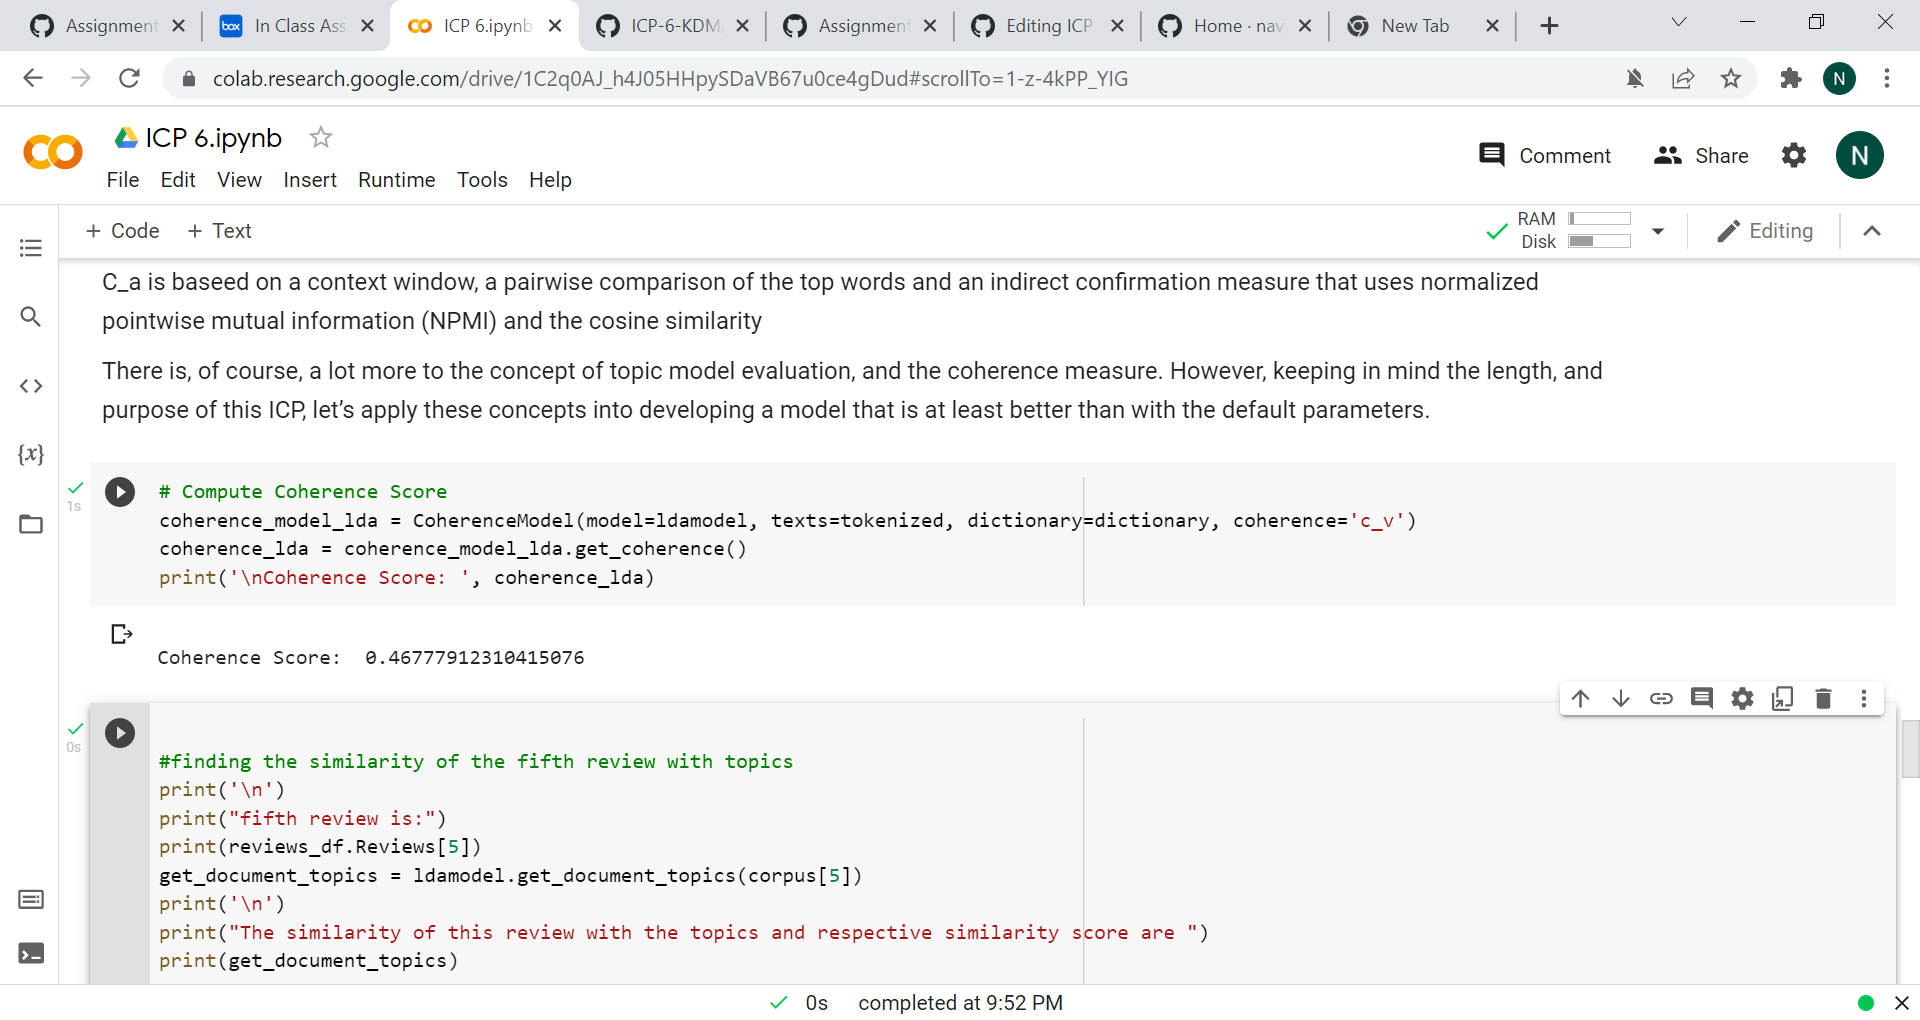 Assignment
box
In Class Ass
ICP 6.ipynb
ICP-6-KDM
Assignment
Editing ICP
Home · nav
New Tab
colab.research.google.com/drive/1C2q0AJ_h4J05HHpySDaVB67u0ce4gDud#scrollTo=1-z-4kPP_YIG
N
ICP 6.ipynb
Comment
Share
N
File Edit View Insert Runtime Tools Help
+ Code + Text
RAM
Disk
Editing
C_a is baseed on a context window, a pairwise comparison of the top words and an indirect confirmation measure that uses normalized
pointwise mutual information (NPMI) and the cosine similarity
There is, of course, a lot more to the concept of topic model evaluation, and the coherence measure. However, keeping in mind the length, and
purpose of this ICP, let’s apply these concepts into developing a model that is at least better than with the default parameters.
{x}
1s
# Compute Coherence Score
coherence_model_lda = CoherenceModel(model=ldamodel, texts=tokenized, dictionary=dictionary, coherence='c_v')
coherence_lda = coherence_model_lda.get_coherence()
print('\nCoherence Score: ', coherence_lda)
Coherence Score:  0.46777912310415076
0s
#finding the similarity of the fifth review with topics
print('\n')
print("fifth review is:")
print(reviews_df.Reviews[5])
get_document_topics = ldamodel.get_document_topics(corpus[5])
print('\n')
print("The similarity of this review with the topics and respective similarity score are ")
print(get_document_topics)
0s completed at 9:52 PM